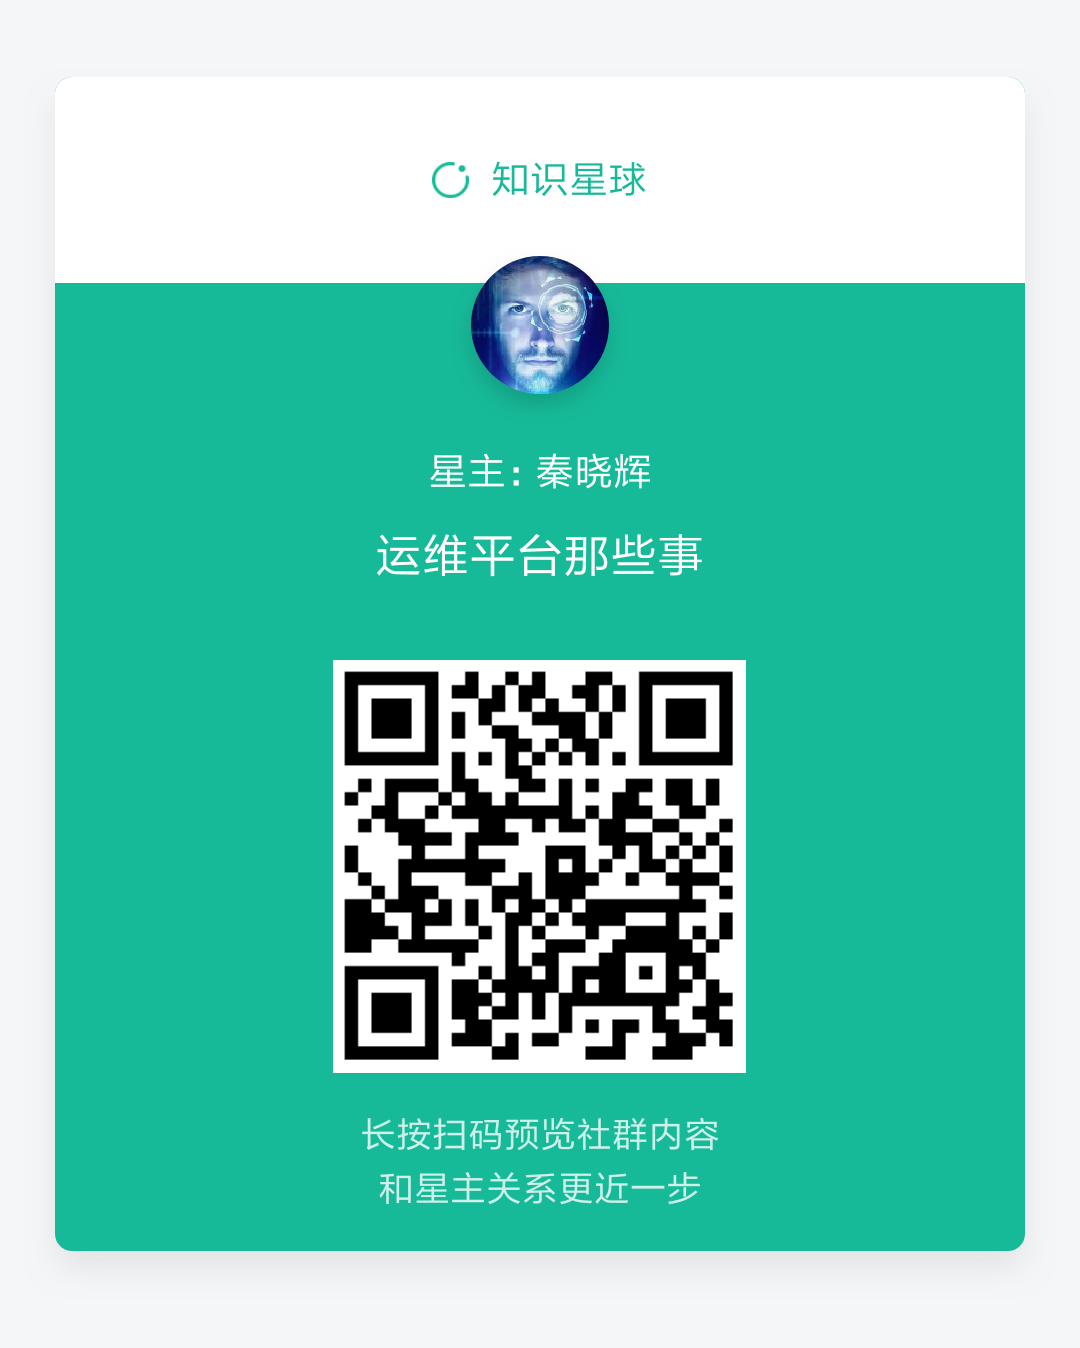 知识星球
星主：秦晓辉
运维平台那些事
长按扫码预览社群内容
和星主关系更近一步